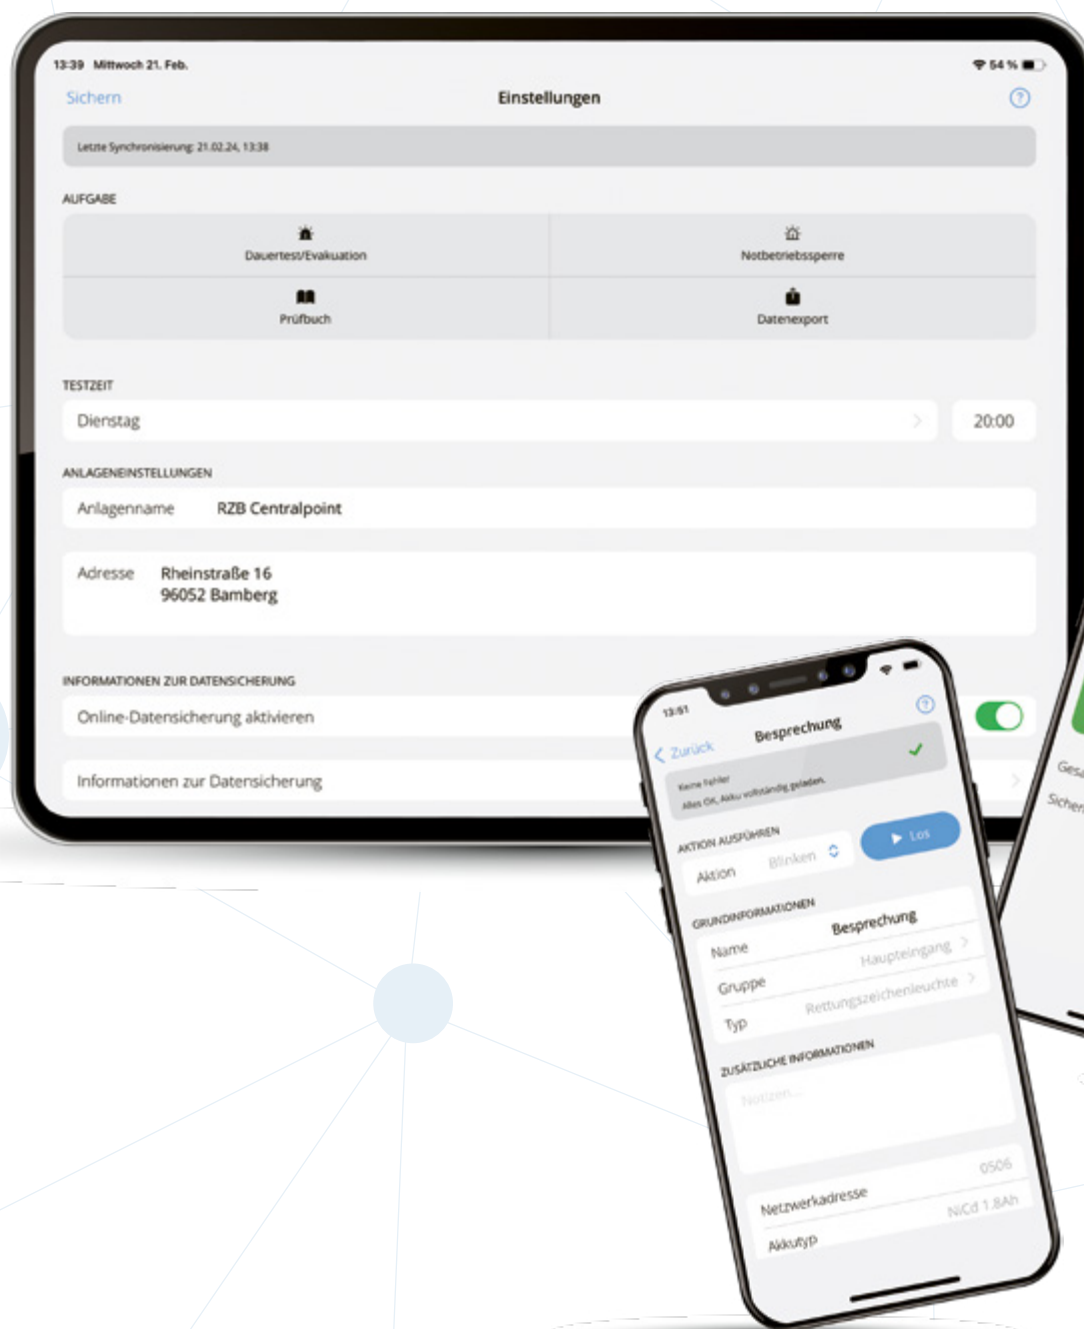 13:39 Mittwoch 21. Feb.
54 %
Sichern
Einstellungen
?
Letzte Synchronisierung: 21.02.24, 13:38
AUFGABE
Dauertest/Evakuation
Notbetriebssperre
Prüfbuch
Datenexport
TESTZEIT
Dienstag
20:00
ANLAGENEINSTELLUNGEN
Anlagenname RZB Centralpoint
Adresse Rheinstraße 16
96052 Bamberg
INFORMATIONEN ZUR DATENSICHERUNG
Online-Datensicherung aktivieren
Informationen zur Datensicherung
13:51
Zurück
Besprechung
?
Keine Fehler
Alles OK, Akku vollständig geladen.
AKTION AUSFÜHREN
Aktion Blinken
Los
GRUNDINFORMATIONEN
Name Besprechung
Gruppe Haupteingang
Typ Rettungszeichenleuchte
ZUSÄTZLICHE INFORMATIONEN
Notizen...
Netzwerkadresse 0506
Akkutyp NiCd 1.8Ah